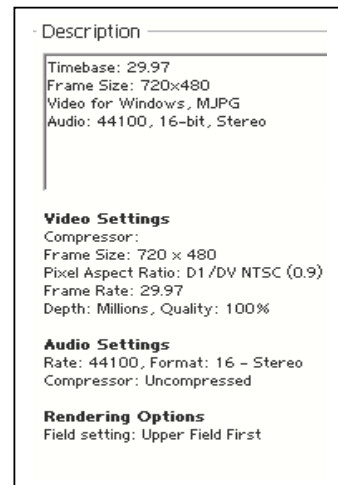 Description
Timebase: 29.97
Frame Size: 720x480
Video for Windows, MJPG
Audio: 44100, 16-bit, Stereo
Video Settings
Compressor:
Frame Size: 720 x 480
Pixel Aspect Ratio: D1/DV NTSC (0.9)
Frame Rate: 29.97
Depth: Millions, Quality: 100%
Audio Settings
Rate: 44100, Format: 16 - Stereo
Compressor: Uncompressed
Rendering Options
Field setting: Upper Field First